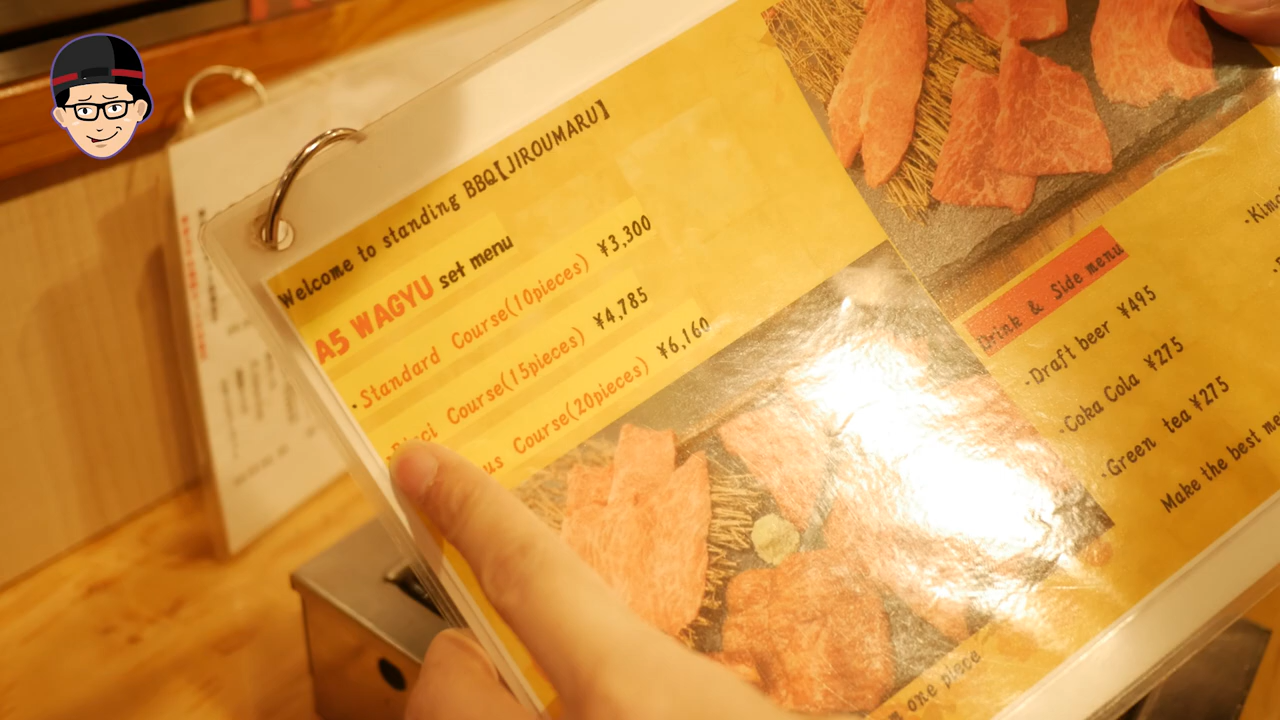 Welcome to standing BBQ【JIROUMARU】
A5 WAGYU set menu
・Standard Course(10pieces) ¥3,300
Course(15pieces) ¥4,785
Course(20pieces) ¥6,160
Drink & Side menu
・Draft beer ¥495
・Coka Cola ¥275
・Green tea ¥275
Make the best
one piece